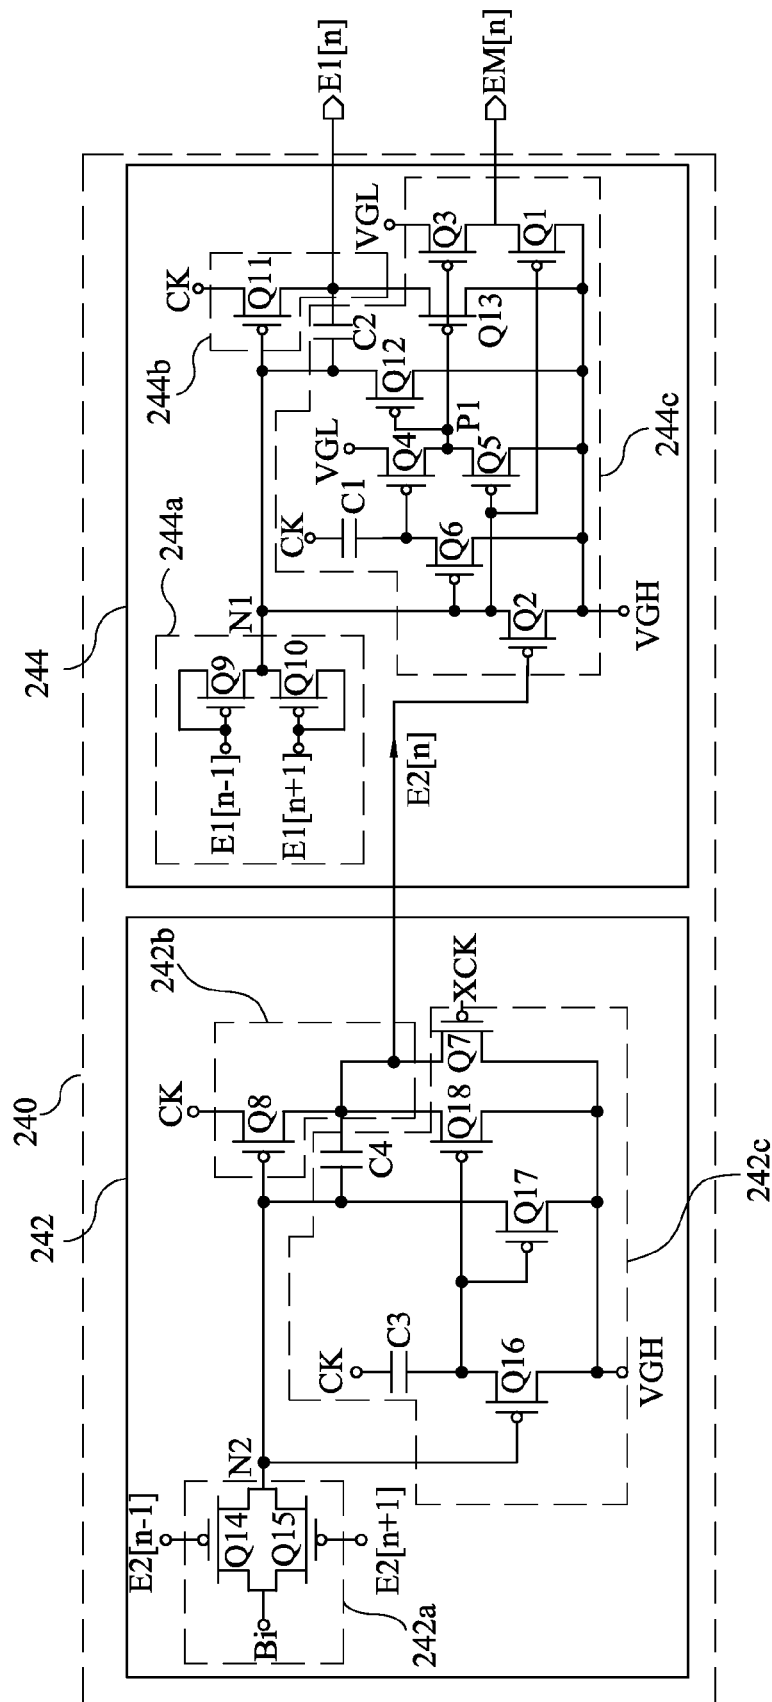 240
242
244
E2[n-1]
Bi
Q14
Q15
E2[n+1]
242a
N2
CK
C3
Q16
VGH
Q17
C4
CK
Q8
Q18
Q7
XCK
242b
242c
E2[n]
E1[n-1]
E1[n+1]
Q9
Q10
244a
N1
CK
C1
Q6
Q2
VGH
VGL
Q4
Q5
P1
Q12
C2
244b
CK
Q11
Q13
VGL
Q3
Q1
244c
E1[n]
EM[n]